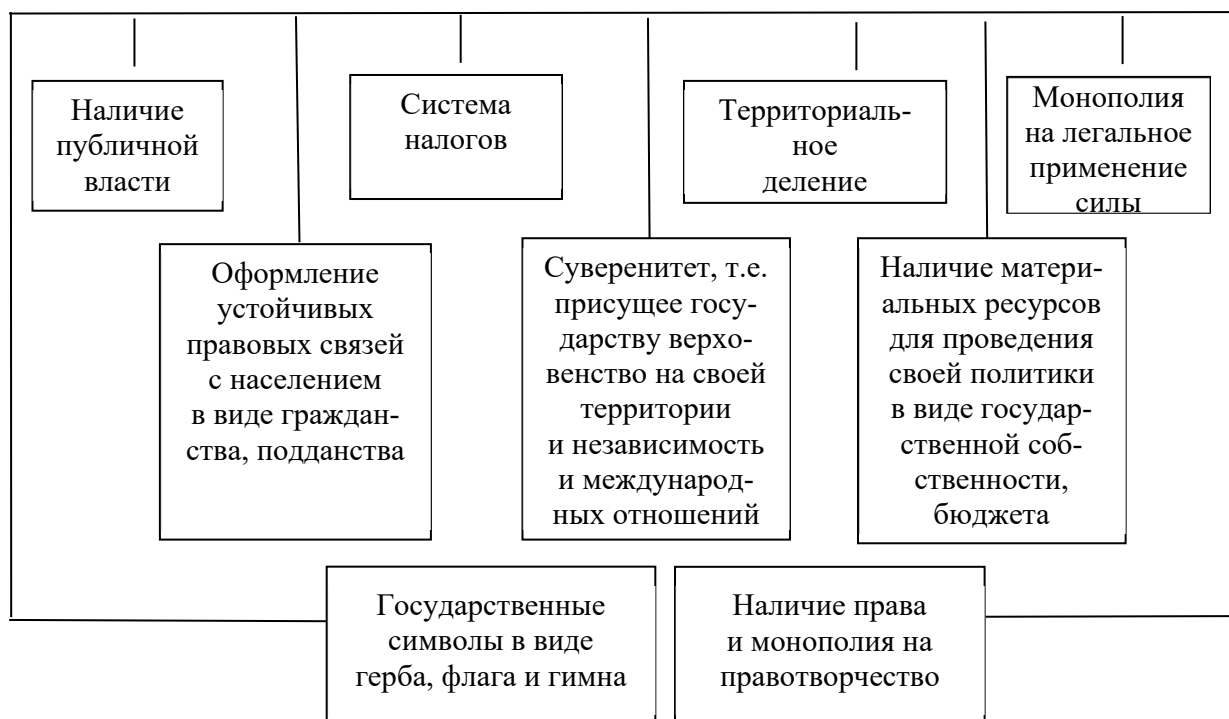 Наличие
публичной
власти
Система
налогов
Территориаль-
ное
деление
Монополия
на легальное
применение
силы
Оформление
устойчивых
правовых связей
с населением
в виде граждан-
ства, подданства
Суверенитет, т.е.
присущее госу-
дарству верхо-
венство на своей
территории
и независимость
и международ-
ных отношений
Наличие матери-
альных ресурсов
для проведения
своей политики
в виде государ-
ственной соб-
ственности,
бюджета
Государственные
символы в виде
герба, флага и гимна
Наличие права
и монополия на
правотворчество